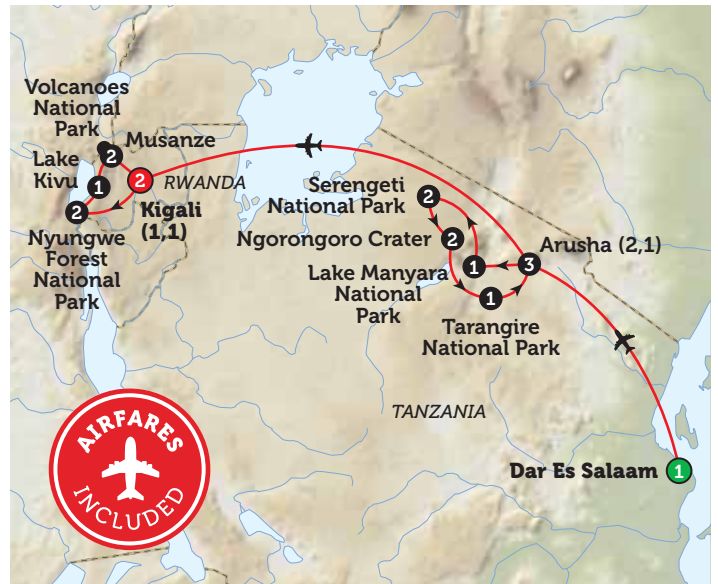 Volcanoes
National
Park
Musanze
2
Lake
Kivu
1
2
RWANDA
Kigali
(1,1)
2
Nyungwe
Forest
National
Park
Serengeti
National Park
2
Ngorongoro Crater
2
Lake Manyara
National
Park
1
Arusha (2,1)
3
1
Tarangire
National Park
TANZANIA
Dar Es Salaam
1
AIRFARES
INCLUDED